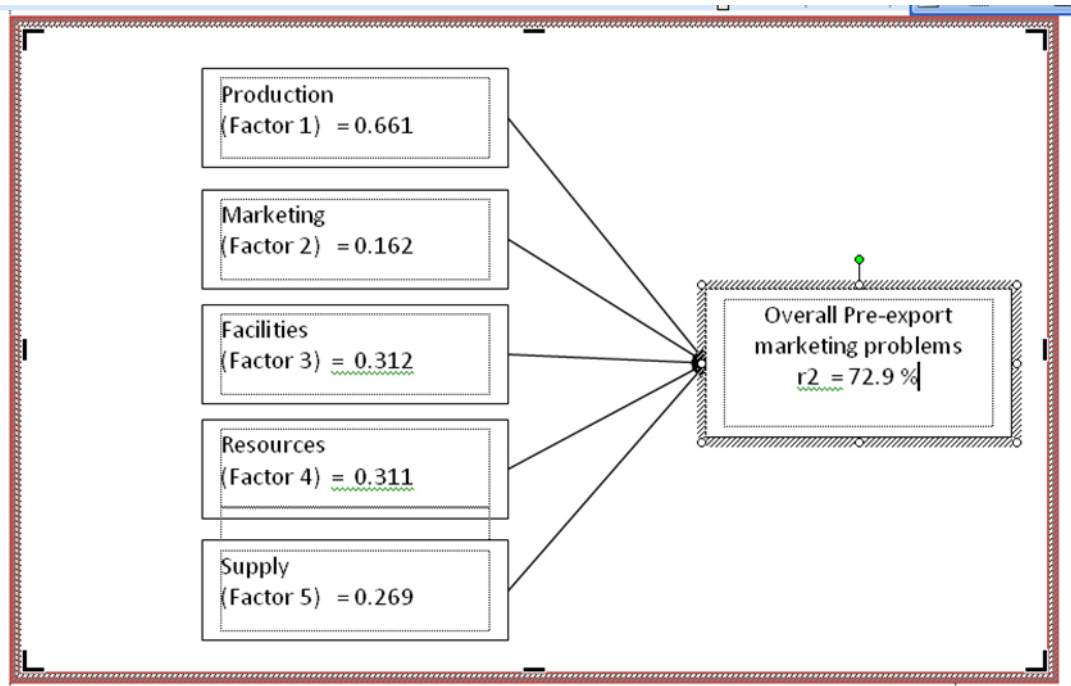 Production
(Factor 1) = 0.661
Marketing
(Factor 2) = 0.162
Facilities
(Factor 3) = 0.312
Resources
(Factor 4) = 0.311
Supply
(Factor 5) = 0.269
Overall Pre-export
marketing problems
r2 = 72.9 %